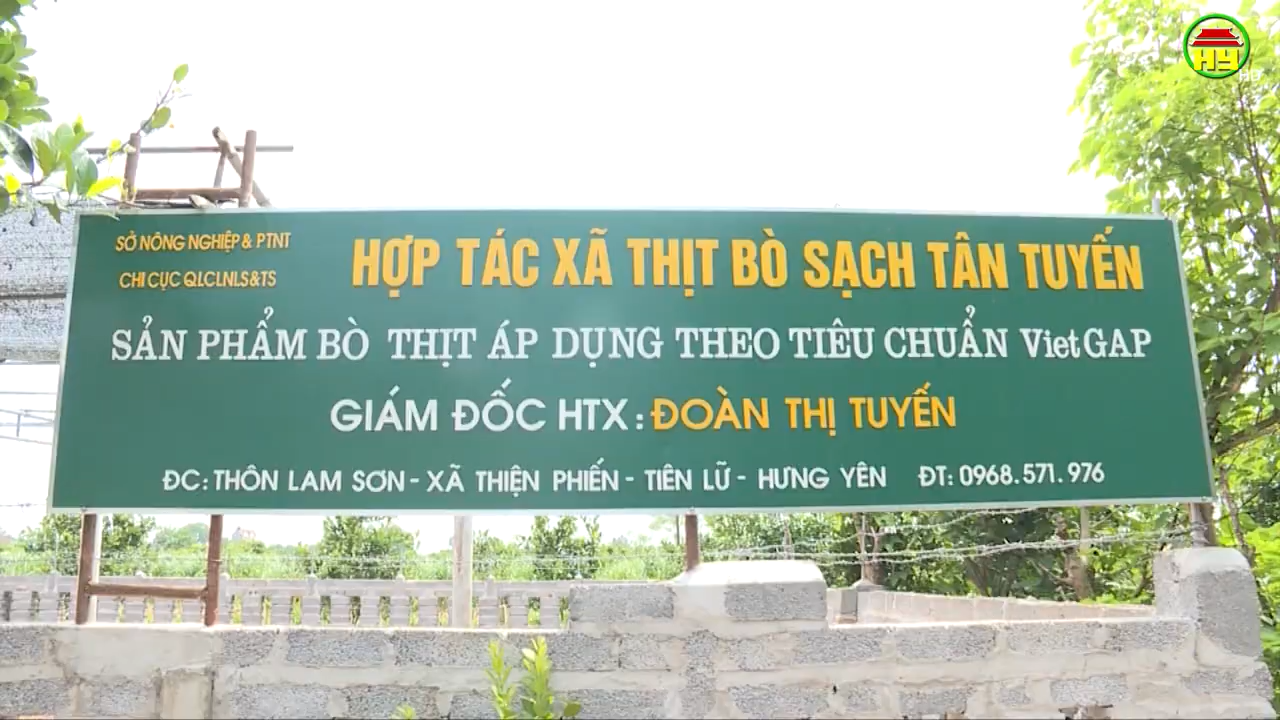 HY
HD
SỞ NÔNG NGHIỆP & PTNT
CHI CỤC QLCLNLS&TS
HỢP TÁC XÃ THỊT BÒ SẠCH TÂN TUYẾN
SẢN PHẨM BÒ THỊT ÁP DỤNG THEO TIÊU CHUẨN VietGAP
GIÁM ĐỐC HTX: ĐOÀN THỊ TUYẾN
ĐC: THÔN LAM SƠN - XÃ THIỆN PHIẾN - TIÊN LỮ - HƯNG YÊN ĐT: 0968.571.976